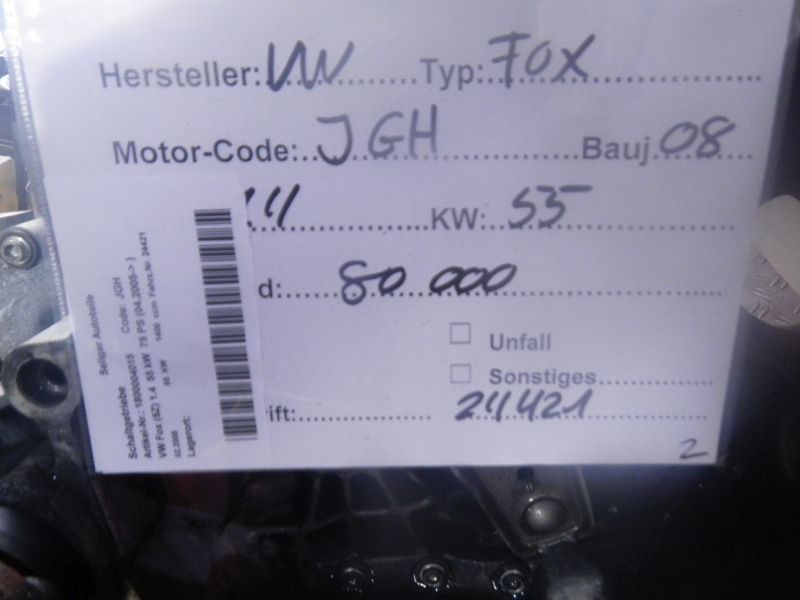 Hersteller: VW Typ: FOX
Motor-Code: JGH Bauj. 08
KW: 55
d: 80 000
Unfall
Sonstiges
ift: 24421
2
Seliger Autoteile
Schaltgetriebe Code: JGH
Artikel-Nr.: 1800004015
VW Fox (5Z) 1.4 55 kW 75 PS (04.2005-> )
02.2008 55 KW 1400 ccm Fahrz.Nr. 24421
Lagerort: